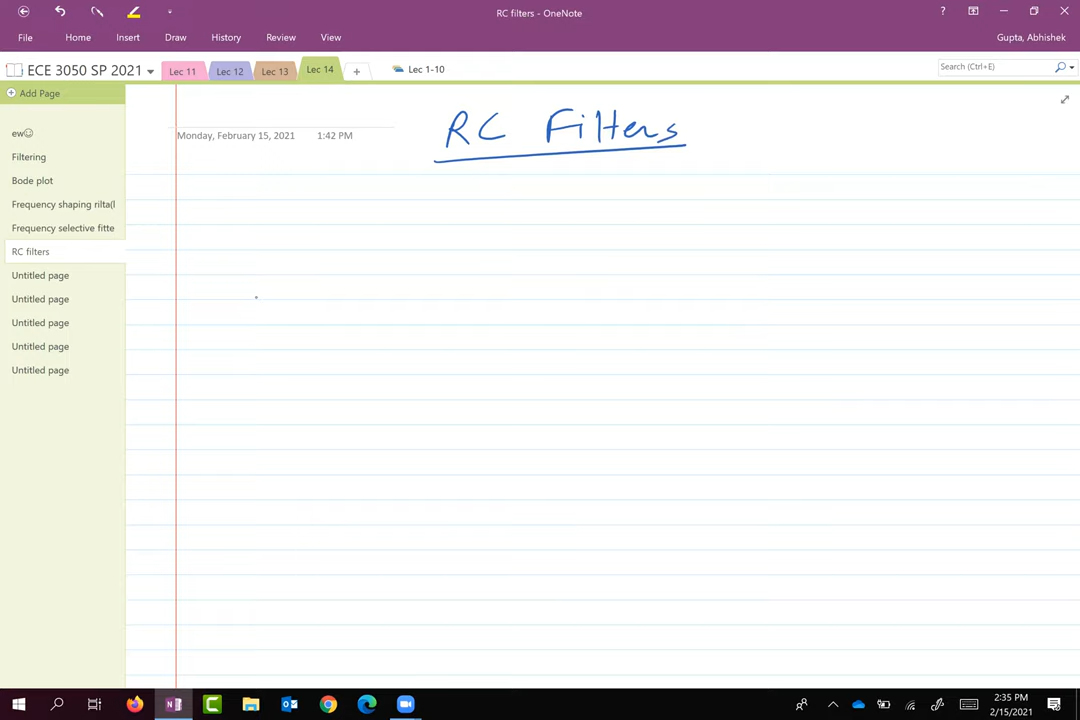 RC filters - OneNote
?
File
Home
Insert
Draw
History
Review
View
Gupta, Abhishek
ECE 3050 SP 2021
Lec 11
Lec 12
Lec 13
Lec 14
Lec 1-10
Search (Ctrl+E)
Add Page
ew☺
Filtering
Bode plot
Frequency shaping rilta(l
Frequency selective fitte
RC filters
Untitled page
Untitled page
Untitled page
Untitled page
Untitled page
RC Filters
Monday, February 15, 2021 1:42 PM
2:35 PM
2/15/2021